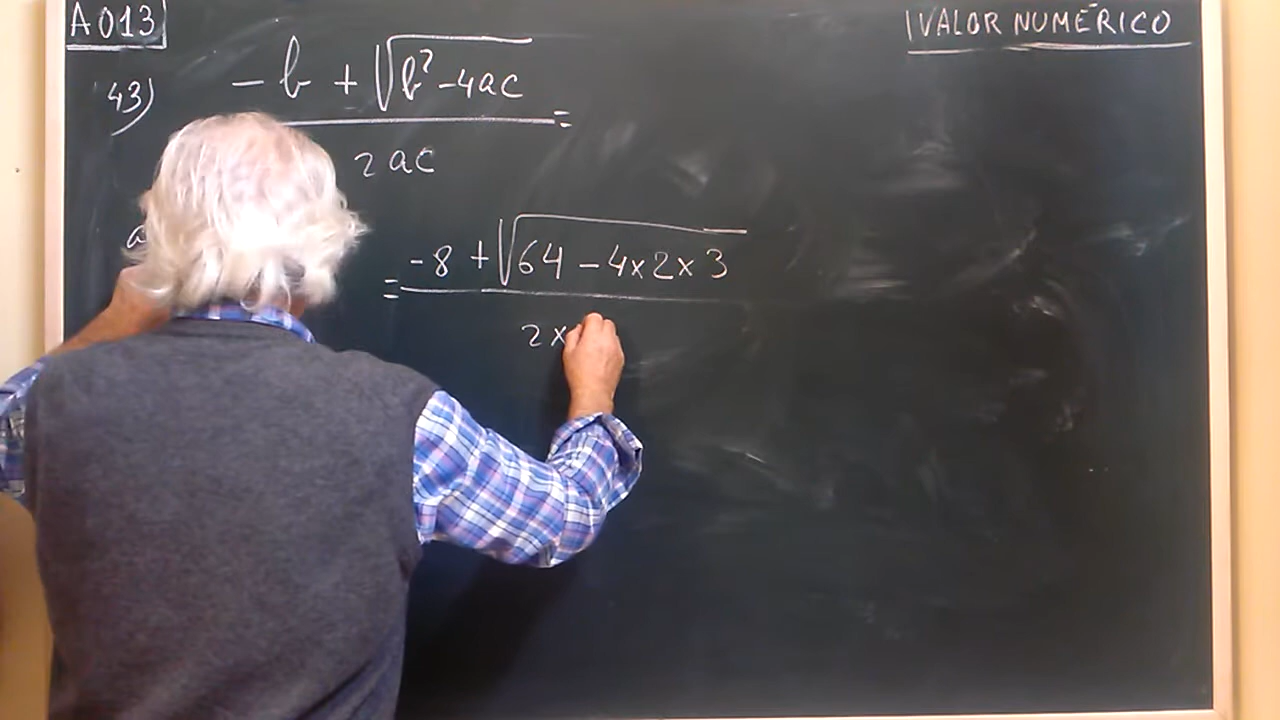 A013
VALOR NUMÉRICO
43) -b + √b² -4ac =
2ac
a
= -8 + √64 - 4x2x3
2x